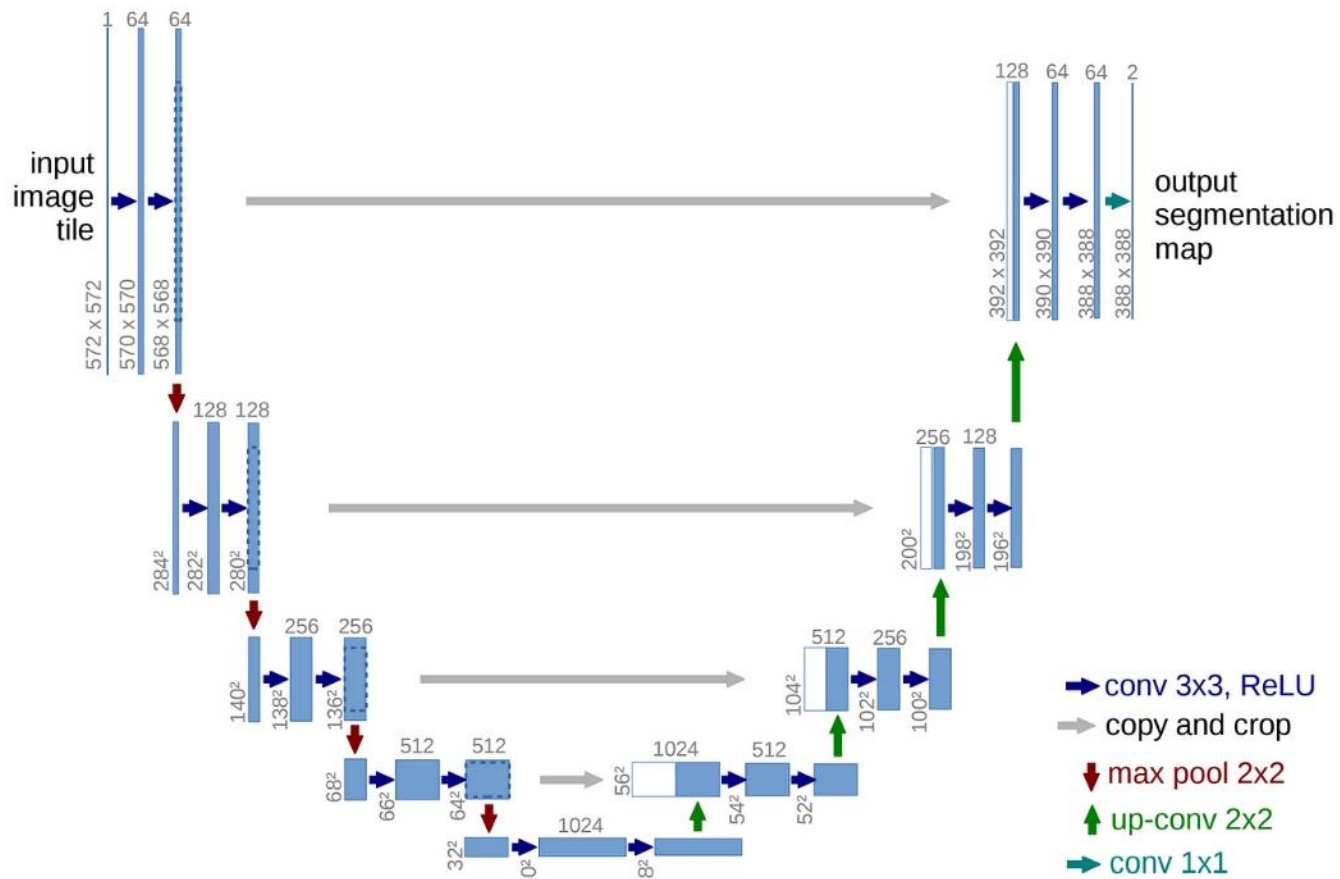 1 64 64
128 64 64 2
input
image
tile
output
segmentation
map
572 x 572
570 x 570
568 x 568
392 x 392
390 x 390
388 x 388
388 x 388
128 128
256 128
284²
282²
280²
200²
198²
196²
256 256
512 256
140²
138²
136²
104²
102²
100²
512 512
1024 512
68²
66²
64²
56²
54²
52²
1024
32²
0²
8²
conv 3x3, ReLU
copy and crop
max pool 2x2
up-conv 2x2
conv 1x1